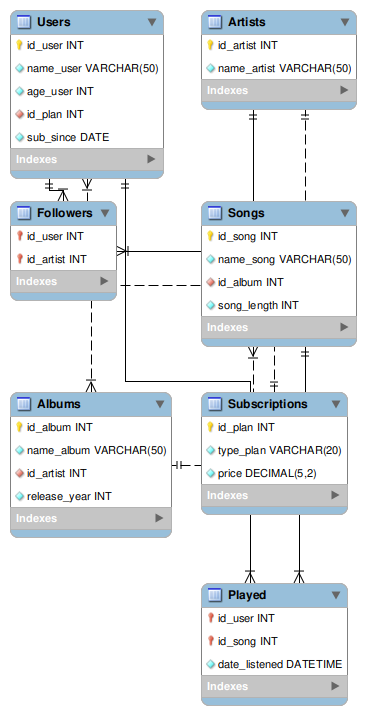 Users
id_user INT
name_user VARCHAR(50)
age_user INT
id_plan INT
sub_since DATE
Indexes
Artists
id_artist INT
name_artist VARCHAR(50)
Indexes
Followers
id_user INT
id_artist INT
Indexes
Songs
id_song INT
name_song VARCHAR(50)
id_album INT
song_length INT
Indexes
Albums
id_album INT
name_album VARCHAR(50)
id_artist INT
release_year INT
Indexes
Subscriptions
id_plan INT
type_plan VARCHAR(20)
price DECIMAL(5,2)
Indexes
Played
id_user INT
id_song INT
date_listened DATETIME
Indexes